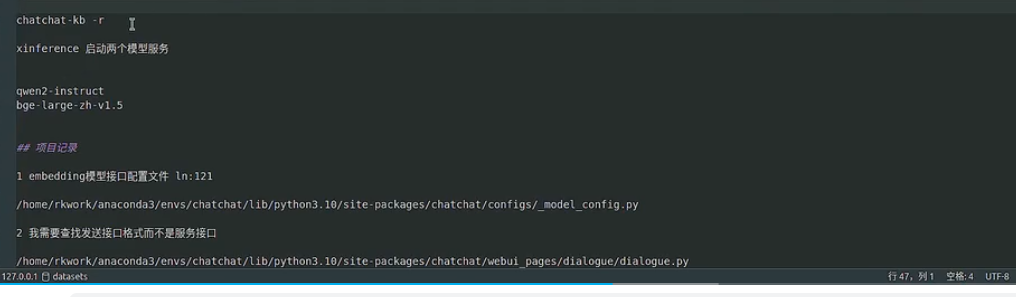 chatchat-kb -r
xinference 启动两个模型服务
qwen2-instruct
bge-large-zh-v1.5
## 项目记录
1 embedding模型接口配置文件 ln:121
/home/rkwork/anaconda3/envs/chatchat/lib/python3.10/site-packages/chatchat/configs/_model_config.py
2 我需要查找发送接口格式而不是服务接口
/home/rkwork/anaconda3/envs/chatchat/lib/python3.10/site-packages/chatchat/webui_pages/dialogue/dialogue.py
127.0.0.1 datasets 行 47，列 1 空格: 4 UTF-8